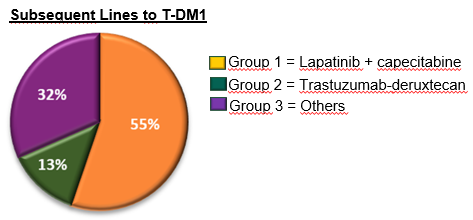 Subsequent Lines to T-DM1
Group 1 = Lapatinib + capecitabine
Group 2 = Trastuzumab-deruxtecan
Group 3 = Others
32%
55%
13%